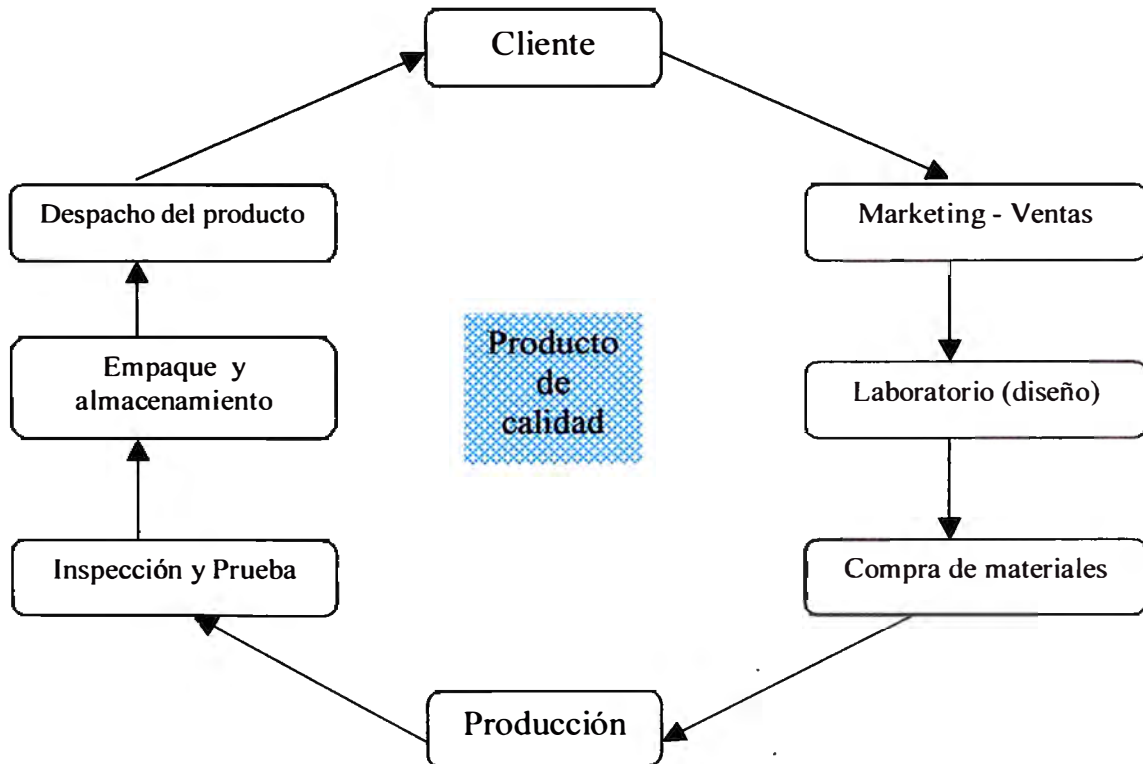 Cliente
Despacho del producto
Marketing - Ventas
Empaque y
almacenamiento
Producto
de
calidad
Laboratorio (diseño)
Inspección y Prueba
Compra de materiales
Producción